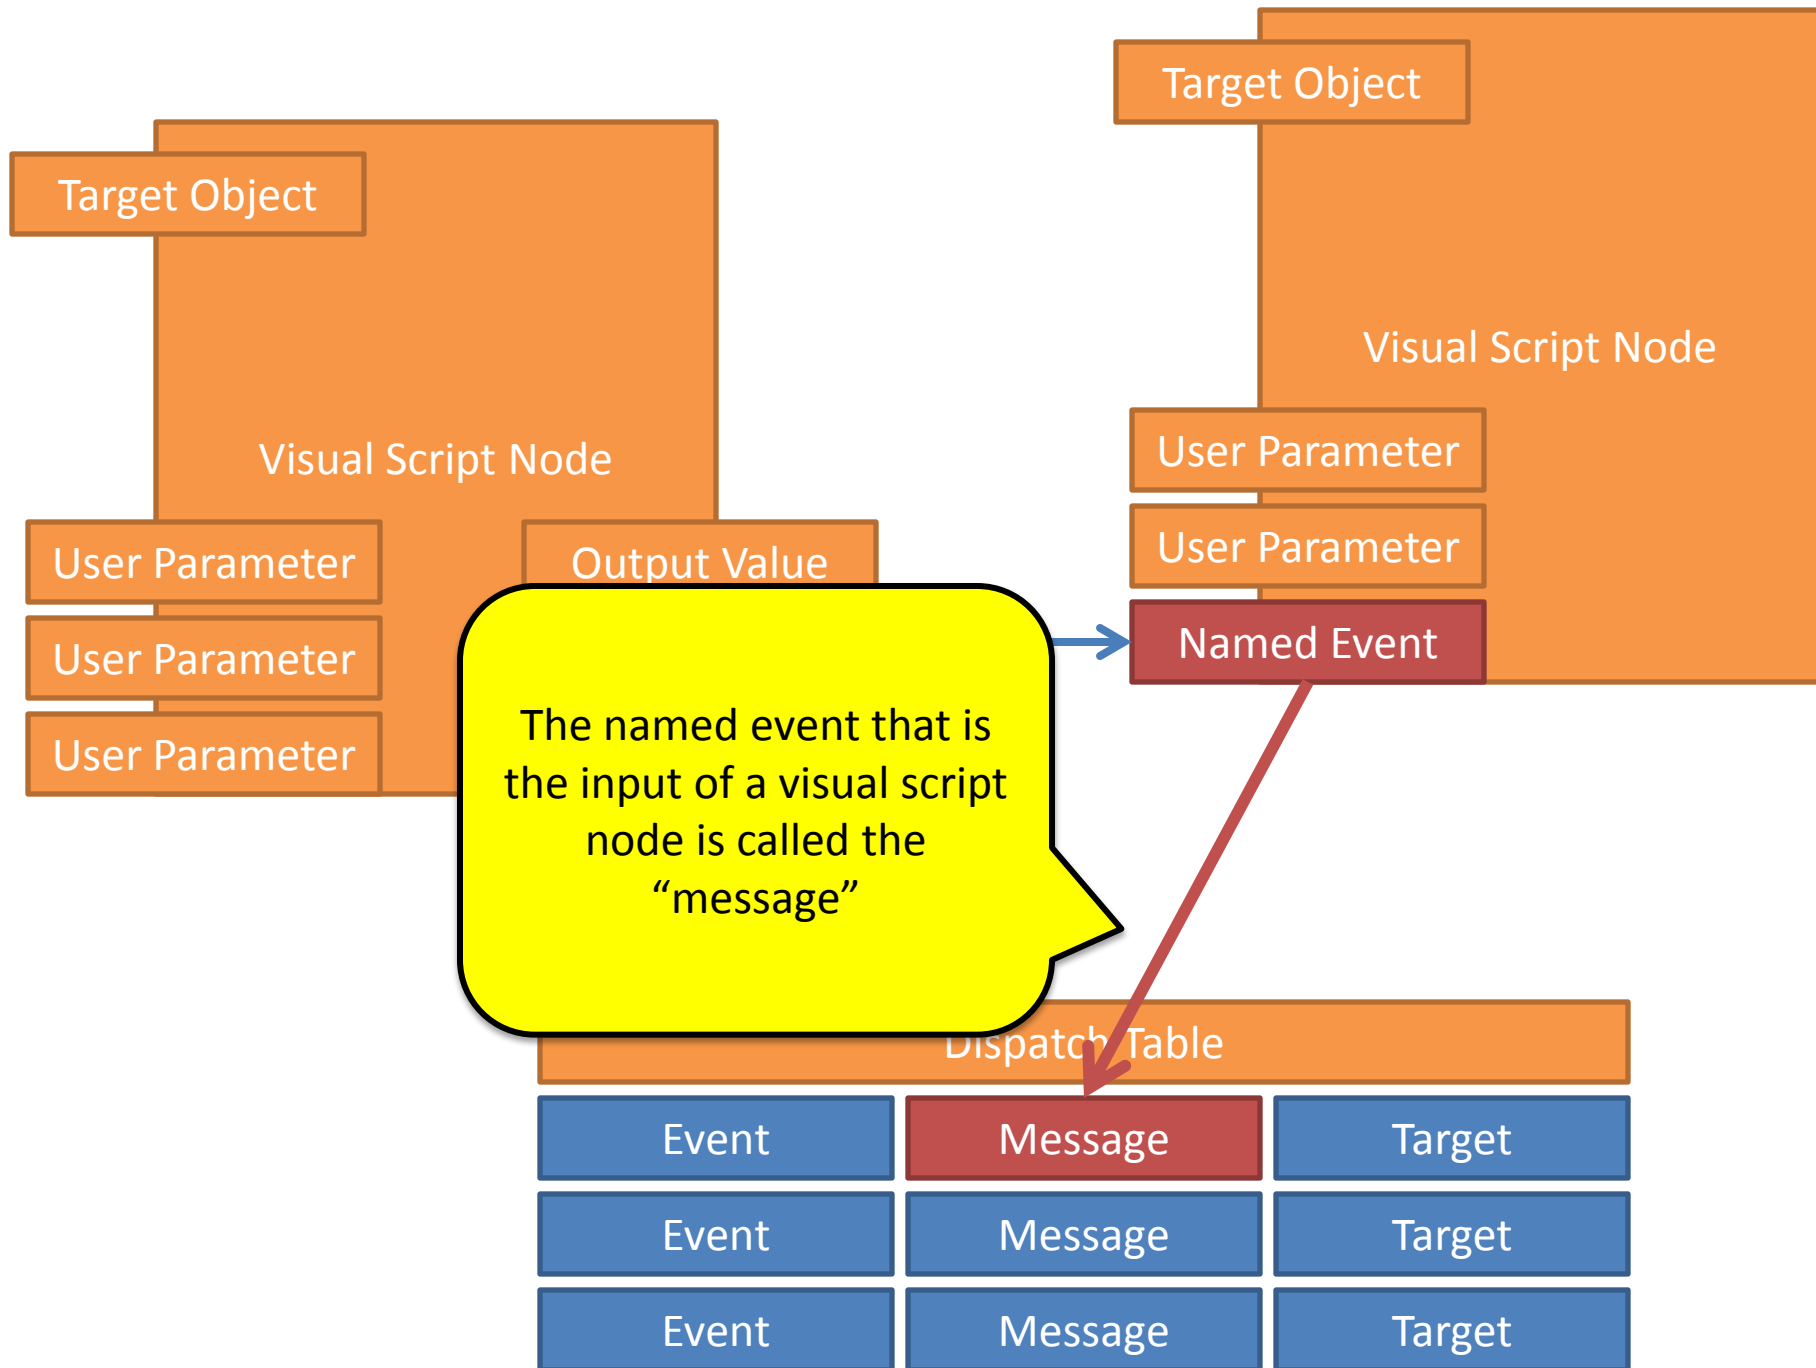 Target Object
Target Object
Visual Script Node
Visual Script Node
User Parameter
User Parameter
User Parameter
User Parameter
User Parameter
Output Value
Named Event
The named event that is
the input of a visual script
node is called the
“message”
Dispatch Table
Event Message Target
Event Message Target
Event Message Target